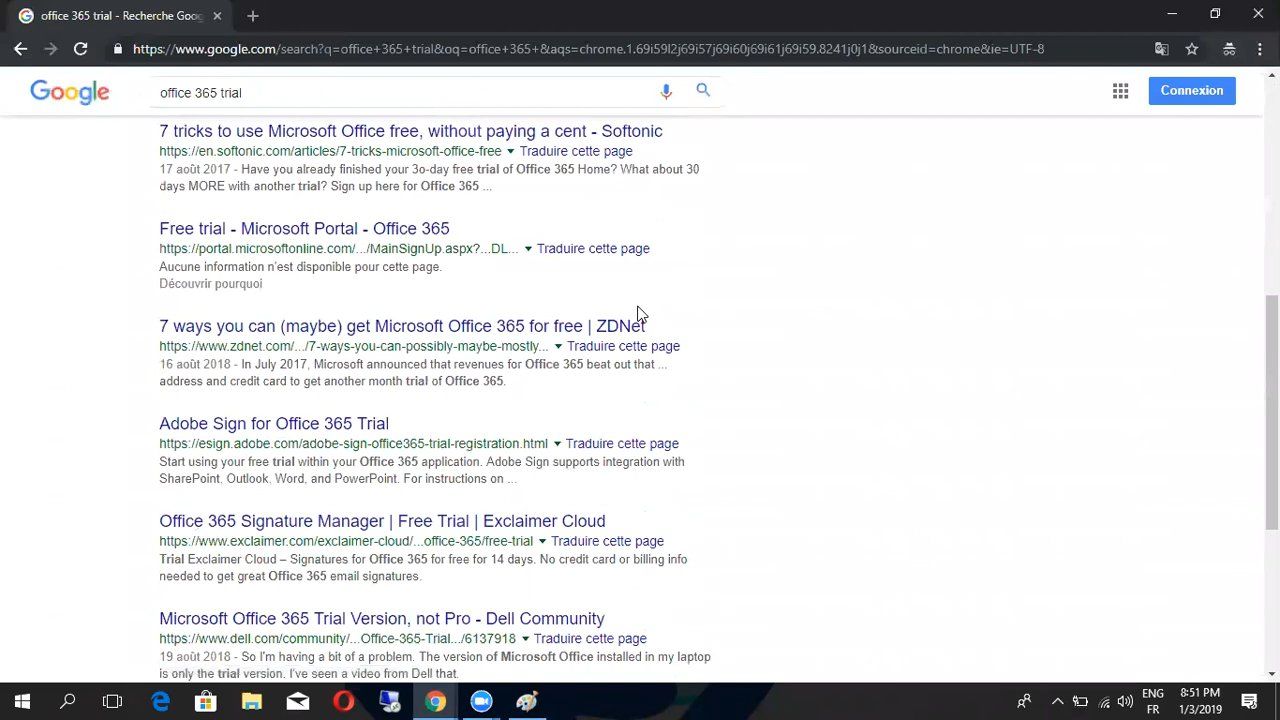 office 365 trial - Recherche Goog
https://www.google.com/search?q=office+365+trial&oq=office+365+&aqs=chrome.1.69i59l2j69i57j69i60j69i61j69i59.8241j0j1&sourceid=chrome&ie=UTF-8
Google
office 365 trial
Connexion
7 tricks to use Microsoft Office free, without paying a cent - Softonic
https://en.softonic.com/articles/7-tricks-microsoft-office-free Traduire cette page
17 août 2017 - Have you already finished your 3o-day free trial of Office 365 Home? What about 30
days MORE with another trial? Sign up here for Office 365 ...
Free trial - Microsoft Portal - Office 365
https://portal.microsoftonline.com/.../MainSignUp.aspx?...DL... Traduire cette page
Aucune information n'est disponible pour cette page.
Découvrir pourquoi
7 ways you can (maybe) get Microsoft Office 365 for free | ZDNet
https://www.zdnet.com/.../7-ways-you-can-possibly-maybe-mostly... Traduire cette page
16 août 2018 - In July 2017, Microsoft announced that revenues for Office 365 beat out that ...
address and credit card to get another month trial of Office 365.
Adobe Sign for Office 365 Trial
https://esign.adobe.com/adobe-sign-office365-trial-registration.html Traduire cette page
Start using your free trial within your Office 365 application. Adobe Sign supports integration with
SharePoint, Outlook, Word, and PowerPoint. For instructions on ...
Office 365 Signature Manager | Free Trial | Exclaimer Cloud
https://www.exclaimer.com/exclaimer-cloud/...office-365/free-trial Traduire cette page
Trial Exclaimer Cloud – Signatures for Office 365 for free for 14 days. No credit card or billing info
needed to get great Office 365 email signatures.
Microsoft Office 365 Trial Version, not Pro - Dell Community
https://www.dell.com/community/...Office-365-Trial.../6137918 Traduire cette page
19 août 2018 - So I'm having a bit of a problem. The version of Microsoft Office installed in my laptop
is only the trial version. I've seen a video from Dell that.
ENG
FR
8:51 PM
1/3/2019